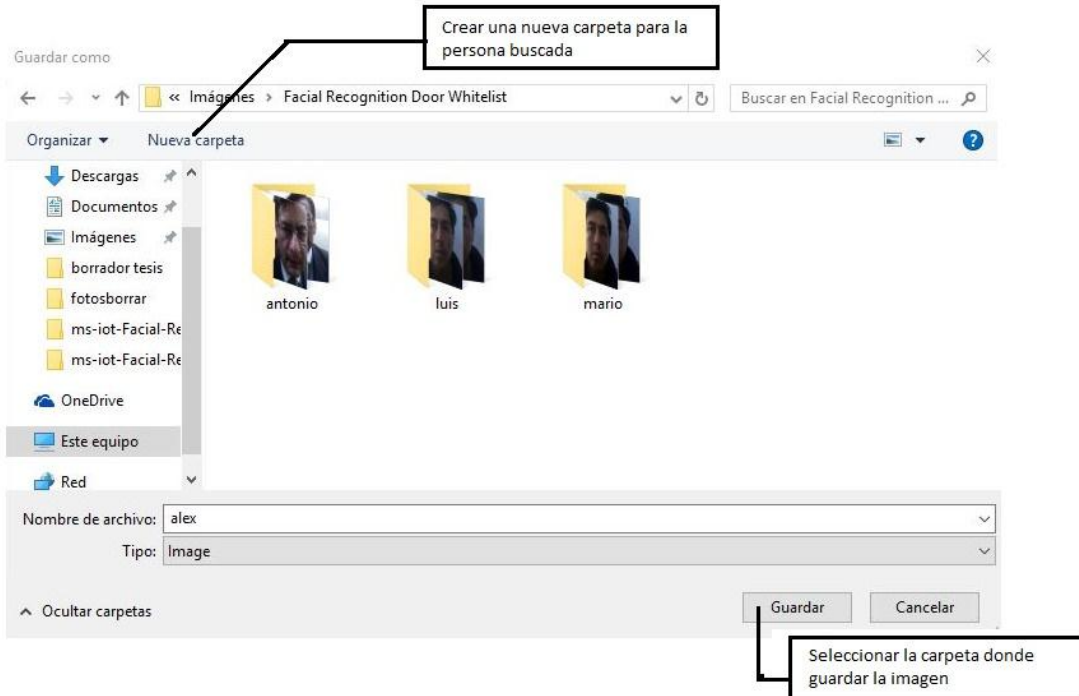 Crear una nueva carpeta para la
persona buscada
Guardar como
« Imágenes > Facial Recognition Door Whitelist
Buscar en Facial Recognition ...
Organizar
Nueva carpeta
Descargas
Documentos
Imágenes
borrador tesis
fotosborrar
ms-iot-Facial-Re
ms-iot-Facial-Re
OneDrive
Este equipo
Red
antonio
luis
mario
Nombre de archivo: alex
Tipo: Image
Ocultar carpetas
Guardar
Cancelar
Seleccionar la carpeta donde
guardar la imagen